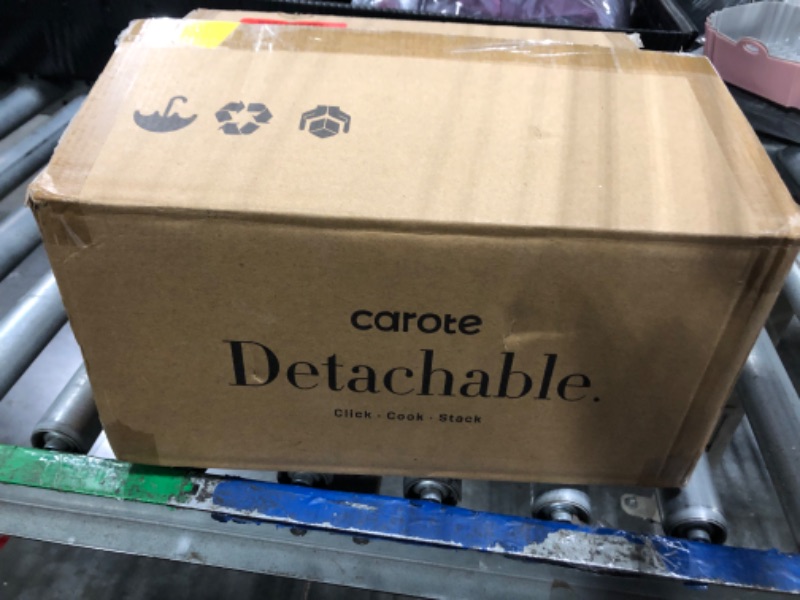 carote
Detachable.
Click · Cook · Stack